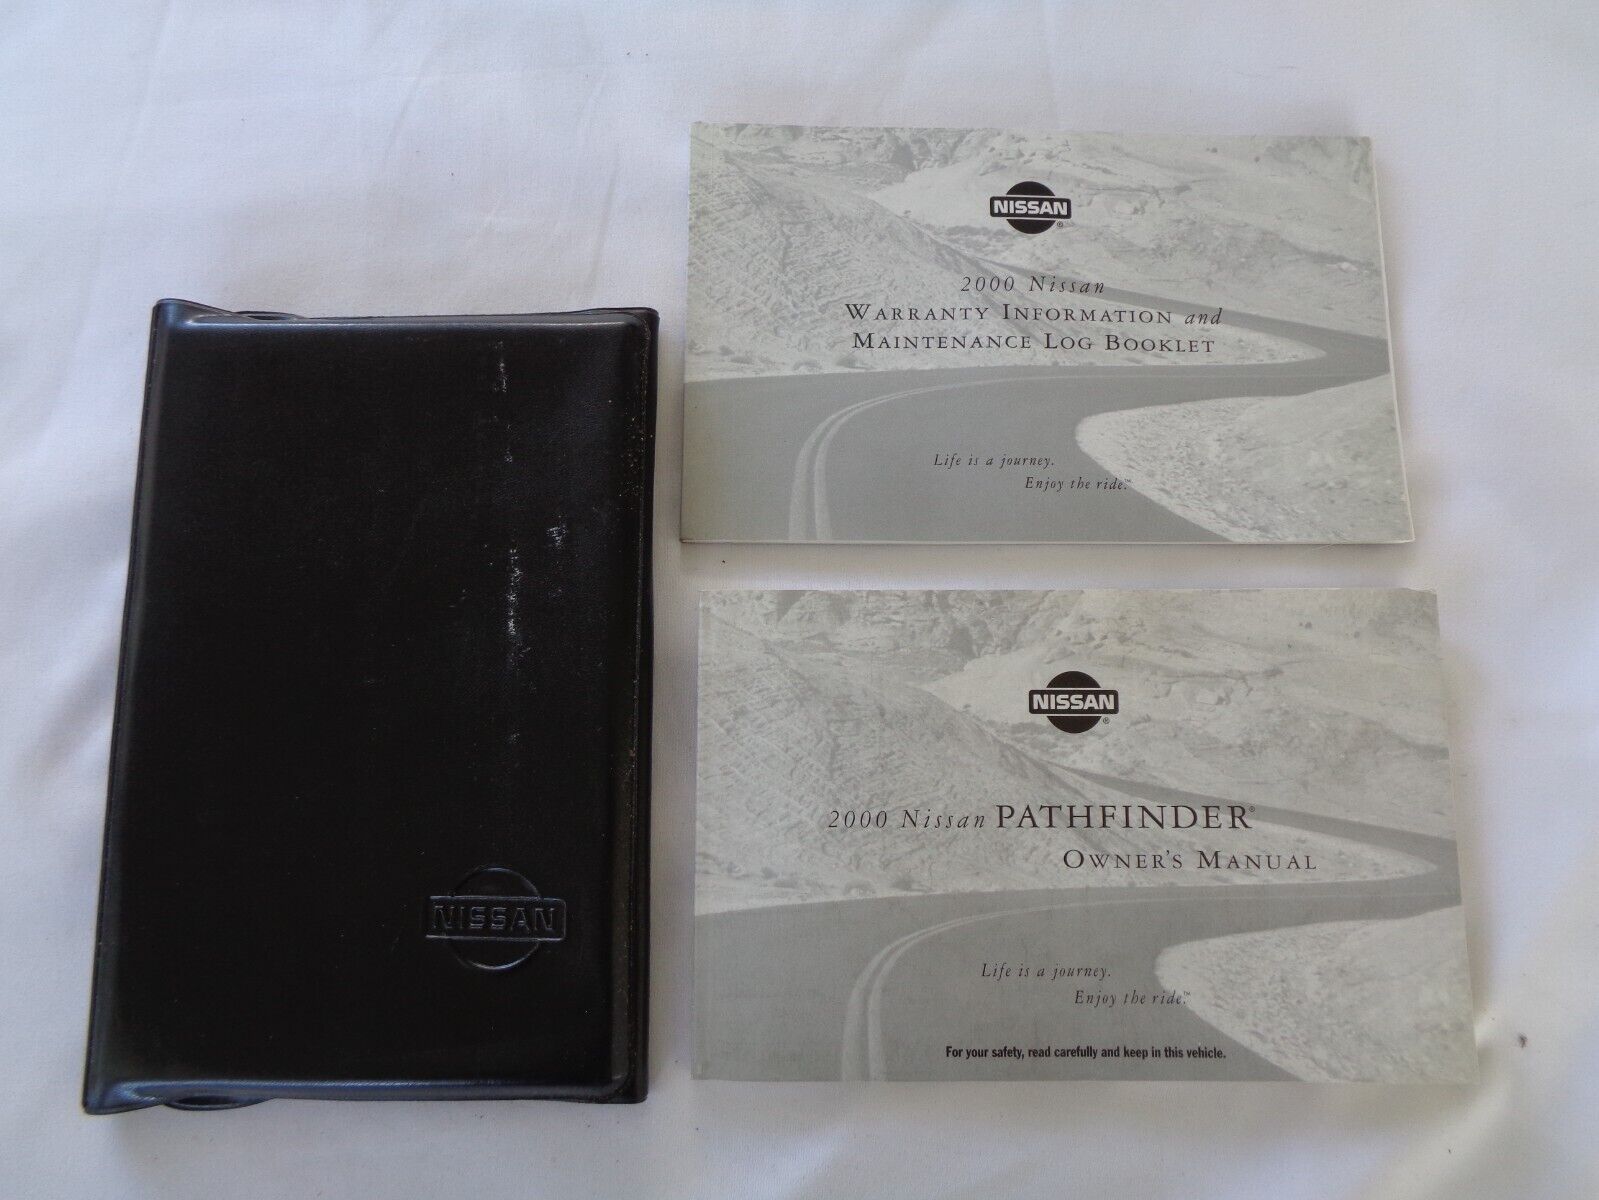 NISSAN
NISSAN
®
2000 Nissan
WARRANTY INFORMATION and
MAINTENANCE LOG BOOKLET
Life is a journey.
Enjoy the ride.™
NISSAN
®
2000 Nissan PATHFINDER®
OWNER'S MANUAL
Life is a journey.
Enjoy the ride.™
For your safety, read carefully and keep in this vehicle.